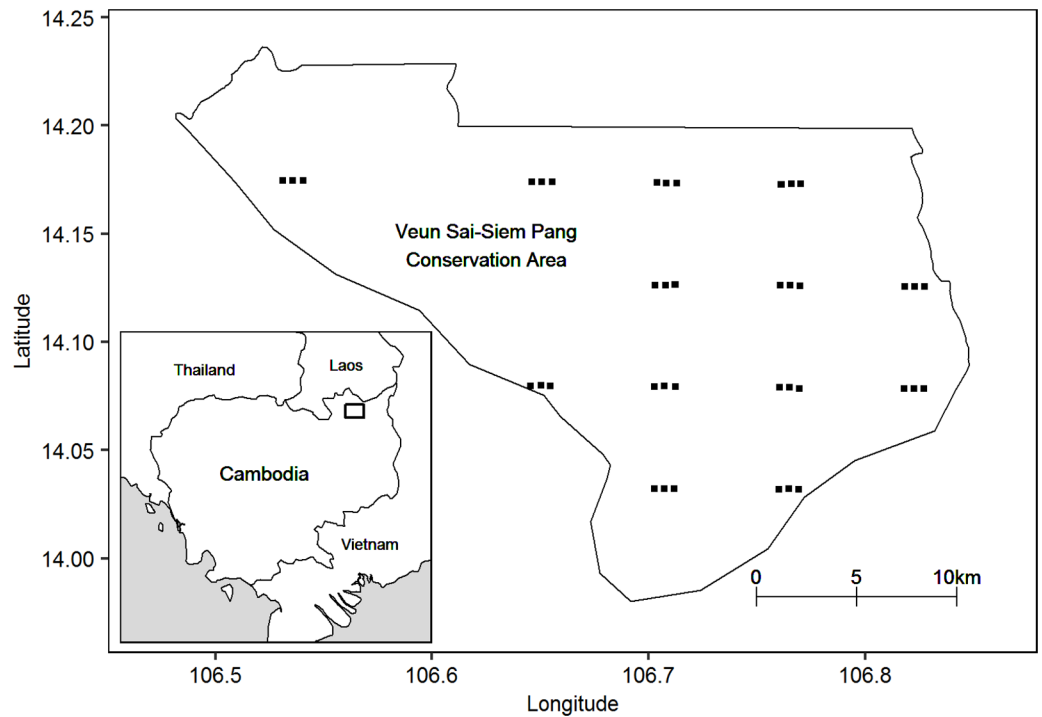 14.25
14.20
14.15
14.10
14.05
14.00
Latitude
Veun Sai-Siem Pang
Conservation Area
Thailand
Laos
Cambodia
Vietnam
0 5 10km
106.5 106.6 106.7 106.8
Longitude